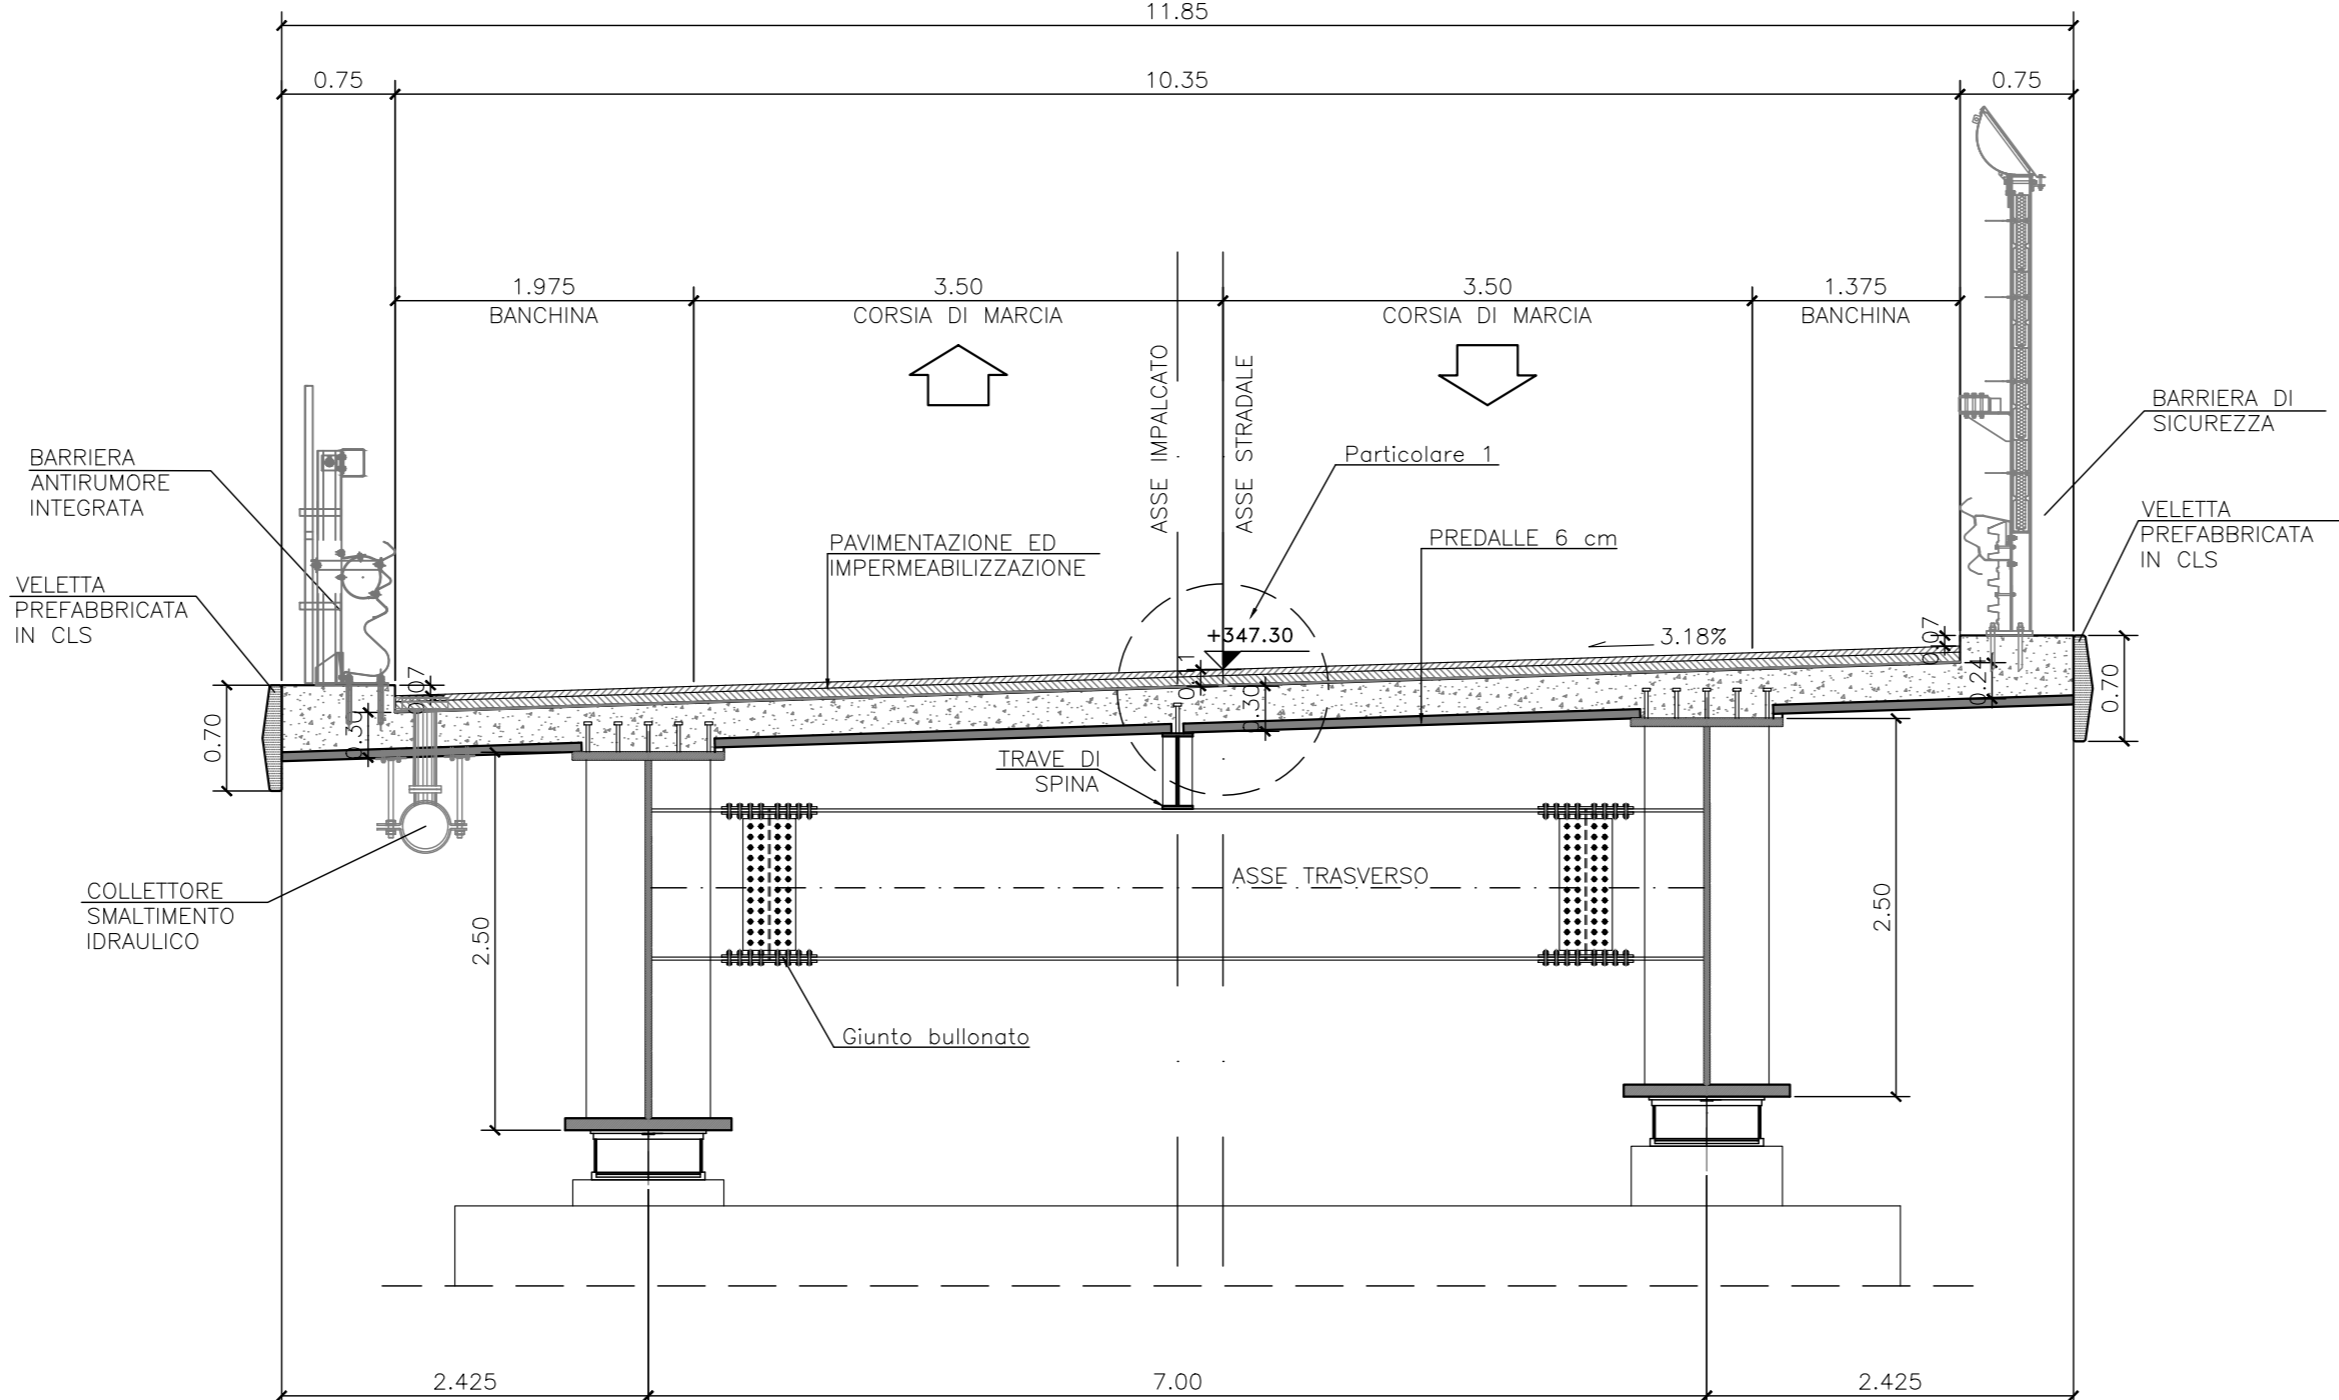 11.85
0.75
10.35
0.75
1.975
BANCHINA
3.50
CORSIA DI MARCIA
3.50
CORSIA DI MARCIA
1.375
BANCHINA
ASSE IMPALCATO
ASSE STRADALE
BARRIERA DI
SICUREZZA
BARRIERA
ANTIRUMORE
INTEGRATA
Particolare 1
VELETTA
PREFABBRICATA
IN CLS
PAVIMENTAZIONE ED
IMPERMEABILIZZAZIONE
PREDALLE 6 cm
VELETTA
PREFABBRICATA
IN CLS
+347.30
3.18%
0.07
0.07
0.11
0.24
0.30
0.30
0.70
0.70
TRAVE DI
SPINA
ASSE TRASVERSO
COLLETTORE
SMALTIMENTO
IDRAULICO
2.50
2.50
Giunto bullonato
2.425
7.00
2.425